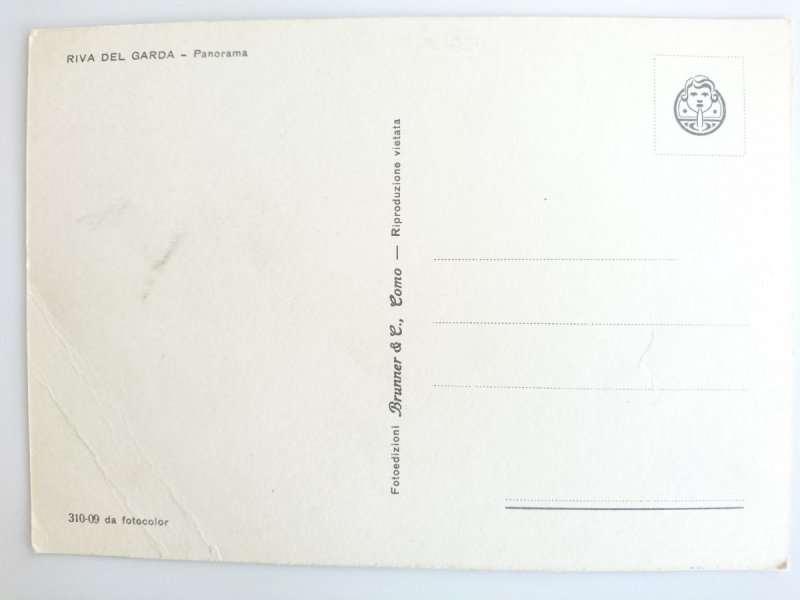 RIVA DEL GARDA - Panorama
Fotoedizioni Brunner & C., Como — Riproduzione vietata
310-09 da fotocolor